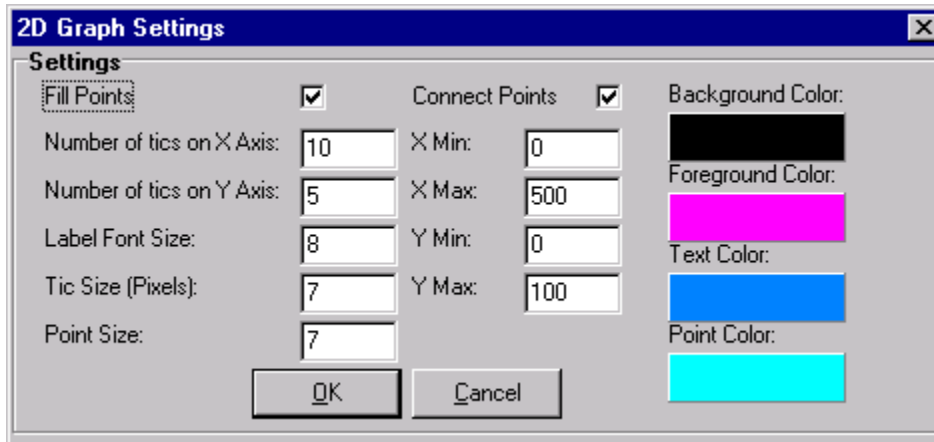 2D Graph Settings
Settings
Fill Points Connect Points Background Color:
Number of tics on X Axis: 10 X Min: 0
Number of tics on Y Axis: 5 X Max: 500 Foreground Color:
Label Font Size: 8 Y Min: 0 Text Color:
Tic Size (Pixels): 7 Y Max: 100
Point Size: 7 Point Color:
OK Cancel